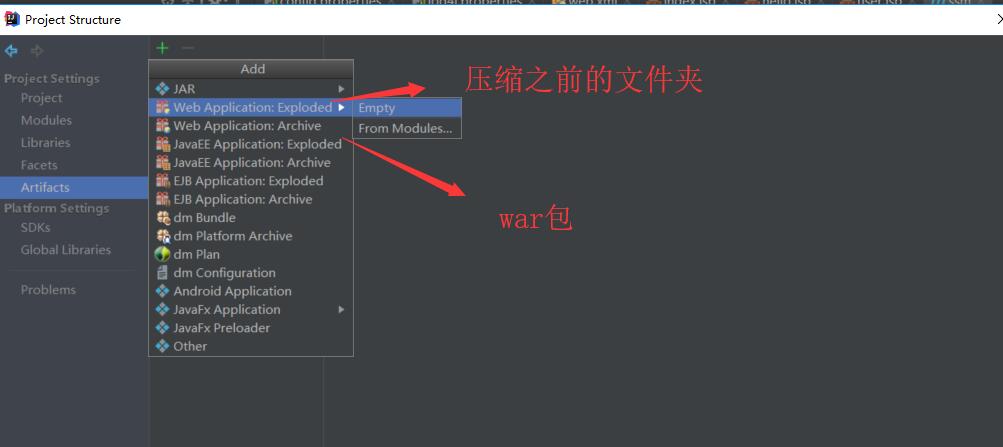 Project Structure
Project Settings
Project
Modules
Libraries
Facets
Artifacts
Platform Settings
SDKs
Global Libraries
Problems
Add
JAR
Web Application: Exploded
Web Application: Archive
JavaEE Application: Exploded
JavaEE Application: Archive
EJB Application: Exploded
EJB Application: Archive
dm Bundle
dm Platform Archive
dm Plan
dm Configuration
Android Application
JavaFx Application
JavaFx Preloader
Other
Empty
From Modules...
压缩之前的文件夹
war包